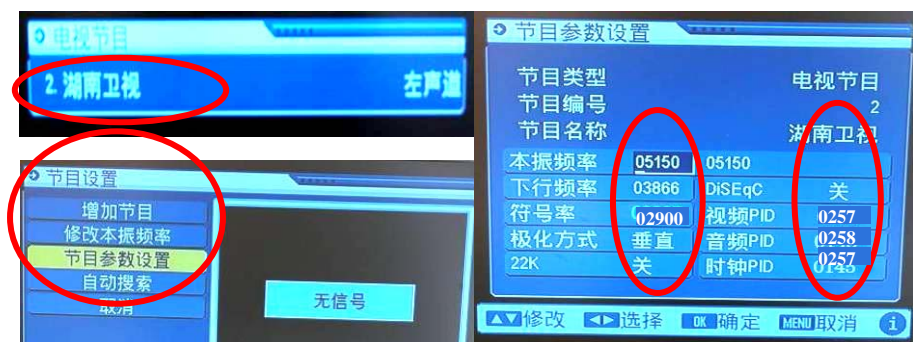 电视节目
2. 湖南卫视 左声道
节目设置
增加节目
修改本振频率
节目参数设置
自动搜索
取消
无信号
节目参数设置
节目类型 电视节目
节目编号 2
节目名称 湖南卫视
本振频率 05150 05150
下行频率 03866 DiSEqC 关
符号率 02900 视频PID 0257
极化方式 垂直 音频PID 0258
22K 关 时钟PID 0257
修改 选择 OK 确定 MENU 取消 i